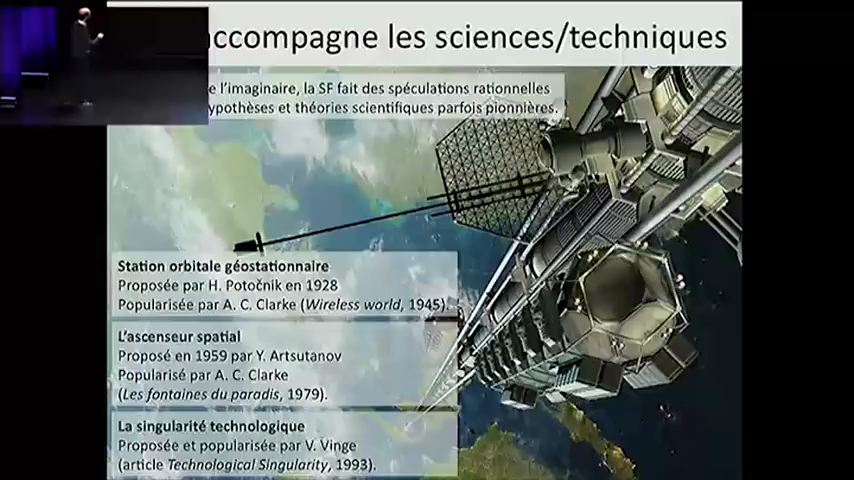 accompagne les sciences/techniques
l'imaginaire, la SF fait des spéculations rationnelles
et théories scientifiques parfois pionnières.
Station orbitale géostationnaire
Proposée par H. Potočnik en 1928
Popularisée par A. C. Clarke (Wireless world, 1945).
L'ascenseur spatial
Proposé en 1959 par Y. Artsutanov
Popularisé par A. C. Clarke
(Les fontaines du paradis, 1979).
La singularité technologique
Proposée et popularisée par V. Vinge
(article Technological Singularity, 1993).